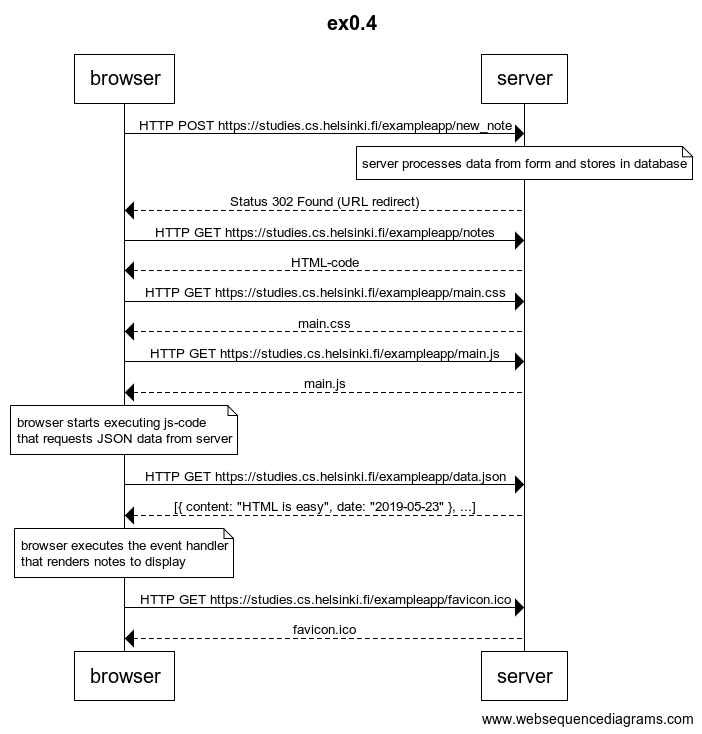 ex0.4
browser
server
HTTP POST https://studies.cs.helsinki.fi/exampleapp/new_note
server processes data from form and stores in database
Status 302 Found (URL redirect)
HTTP GET https://studies.cs.helsinki.fi/exampleapp/notes
HTML-code
HTTP GET https://studies.cs.helsinki.fi/exampleapp/main.css
main.css
HTTP GET https://studies.cs.helsinki.fi/exampleapp/main.js
main.js
browser starts executing js-code
that requests JSON data from server
HTTP GET https://studies.cs.helsinki.fi/exampleapp/data.json
[{ content: "HTML is easy", date: "2019-05-23" }, ...]
browser executes the event handler
that renders notes to display
HTTP GET https://studies.cs.helsinki.fi/exampleapp/favicon.ico
favicon.ico
browser
server
www.websequencediagrams.com